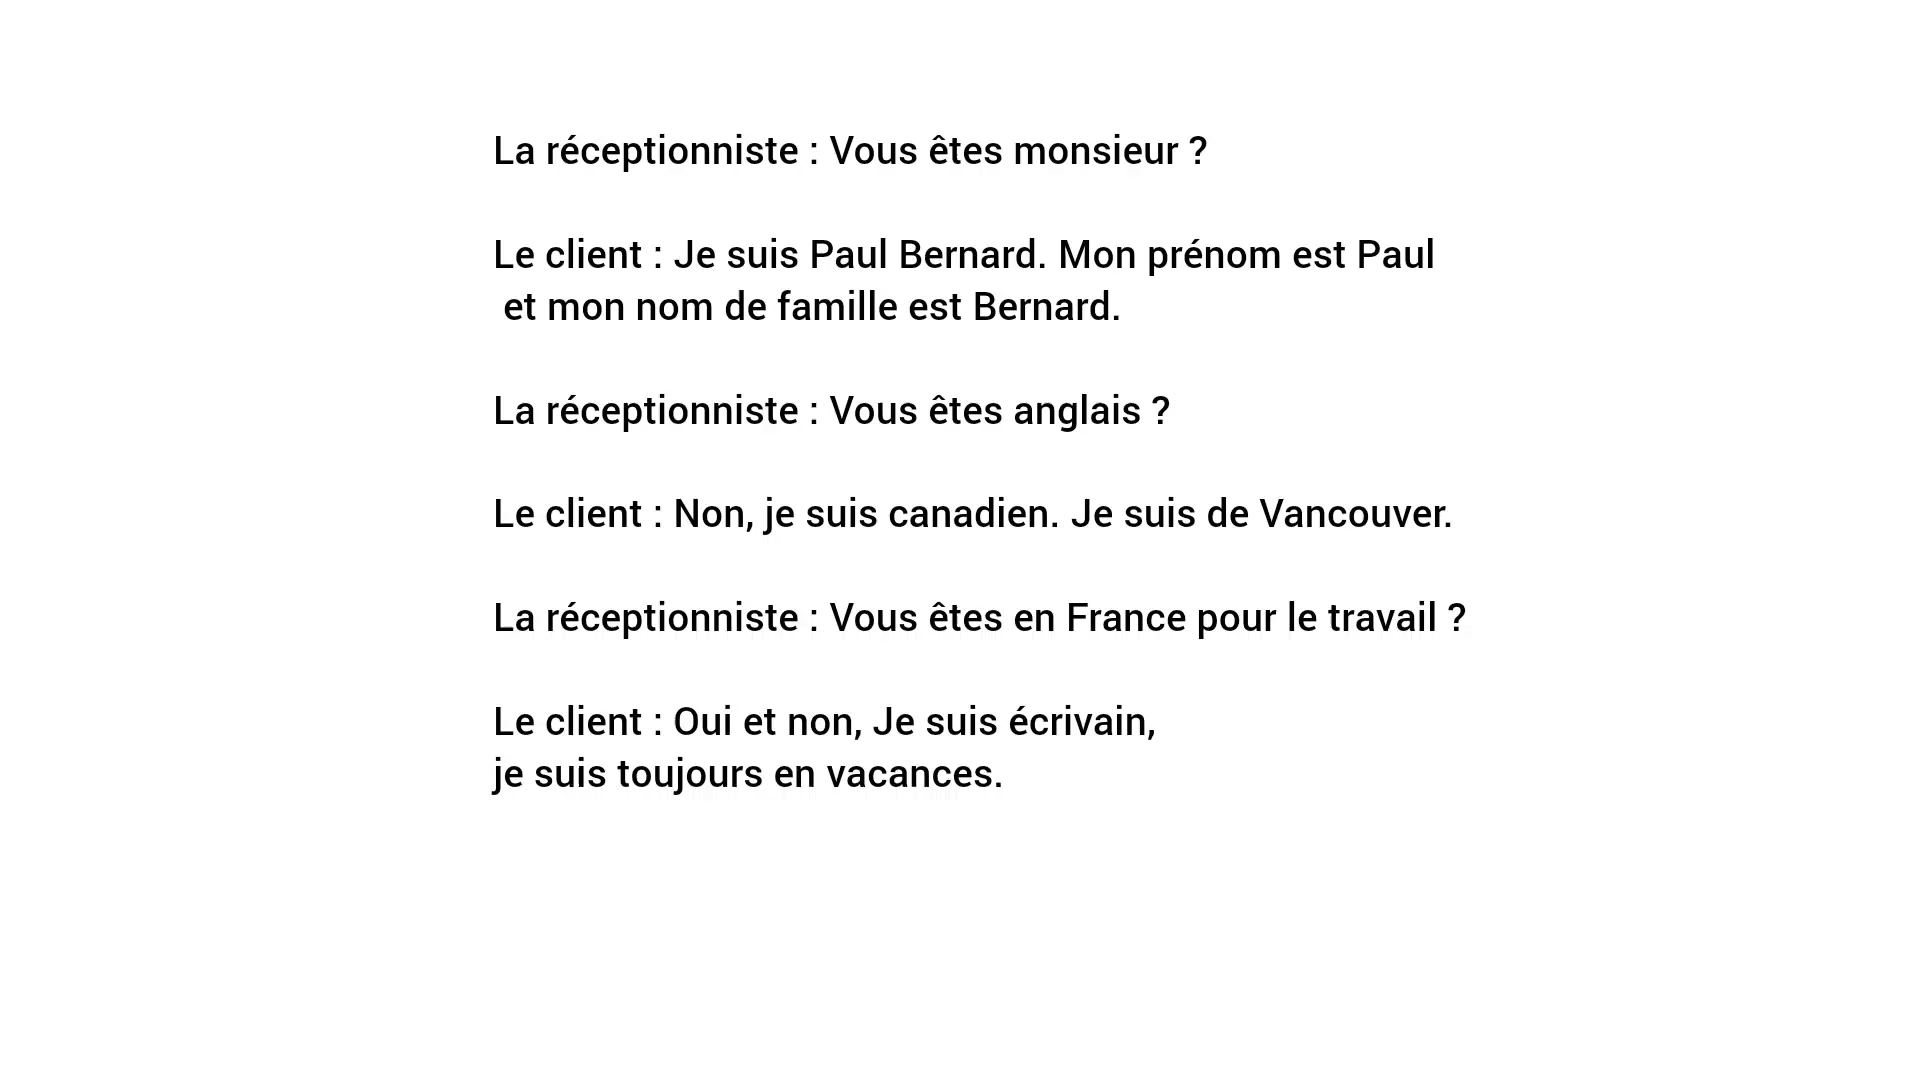 La réceptionniste : Vous êtes monsieur ?
Le client : Je suis Paul Bernard. Mon prénom est Paul
et mon nom de famille est Bernard.
La réceptionniste : Vous êtes anglais ?
Le client : Non, je suis canadien. Je suis de Vancouver.
La réceptionniste : Vous êtes en France pour le travail ?
Le client : Oui et non, Je suis écrivain,
je suis toujours en vacances.